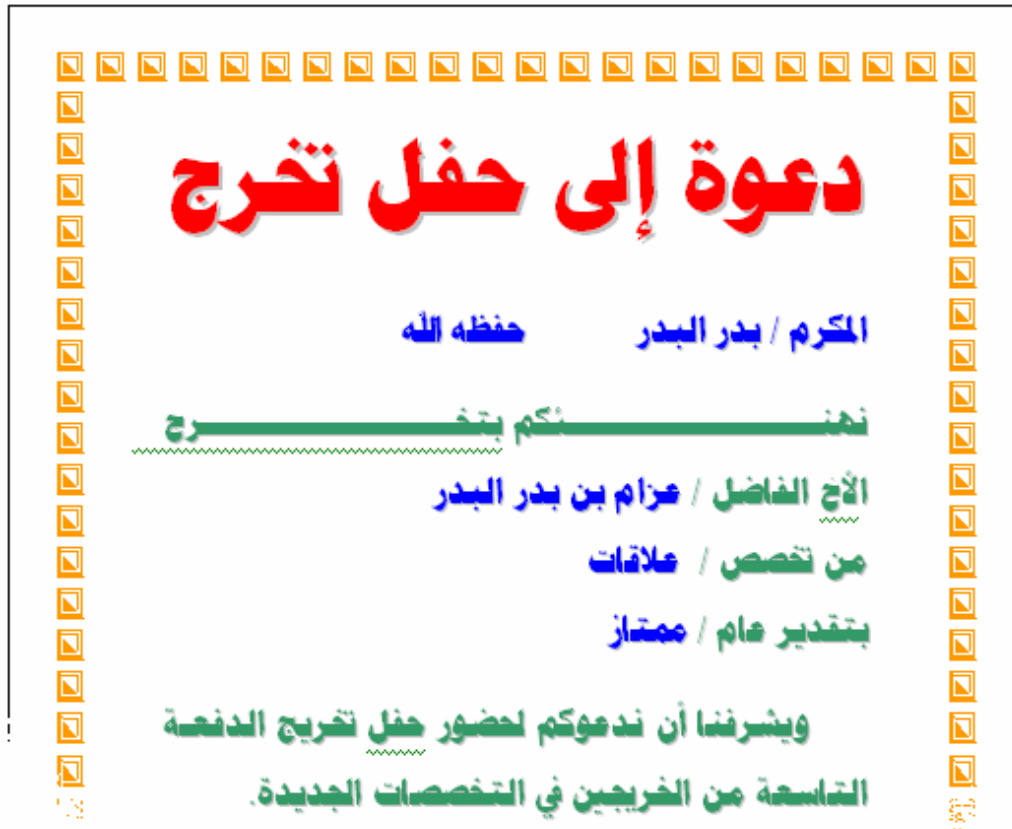 دعوة إلى حفل تخرج
المكرم / بدر البدر حفظه الله
نهنـــــــــــــئكم بتخـــــــــــــرج
الأخ الفاضل / عزام بن بدر البدر
من تخصص / علاقات
بتقدير عام / ممتاز
ويشرفنا أن ندعوكم لحضور حفل تخريج الدفعة
التاسعة من الخريجين في التخصصات الجديدة.